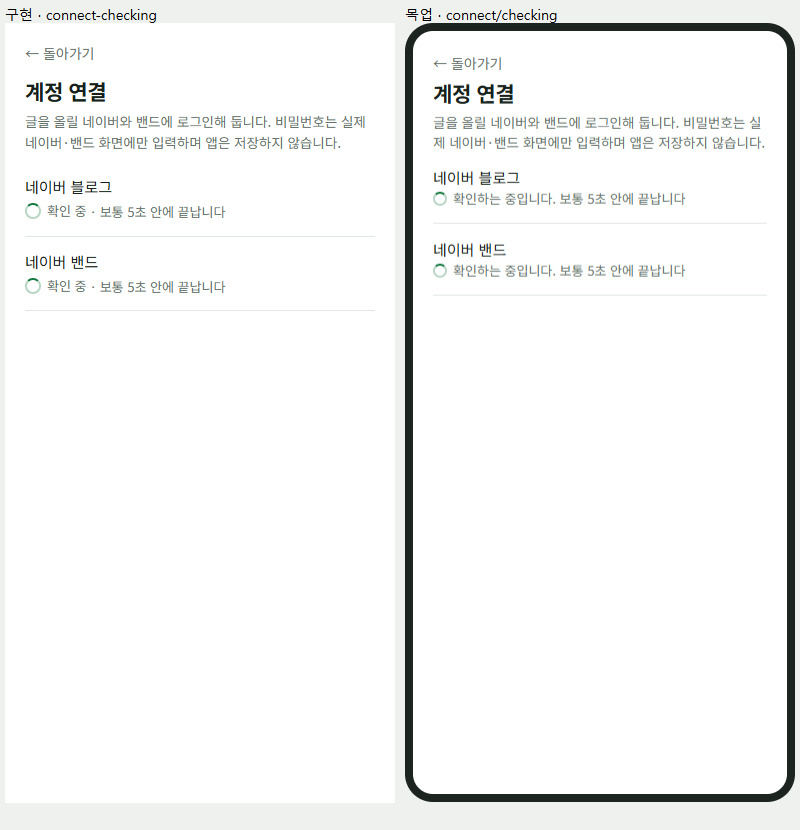 구현 · connect-checking
← 돌아가기
계정 연결
글을 올릴 네이버와 밴드에 로그인해 둡니다. 비밀번호는 실제
네이버·밴드 화면에만 입력하며 앱은 저장하지 않습니다.
네이버 블로그
확인 중 · 보통 5초 안에 끝납니다
네이버 밴드
확인 중 · 보통 5초 안에 끝납니다
목업 · connect/checking
← 돌아가기
계정 연결
글을 올릴 네이버와 밴드에 로그인해 둡니다. 비밀번호는 실
제 네이버·밴드 화면에만 입력하며 앱은 저장하지 않습니다.
네이버 블로그
확인하는 중입니다. 보통 5초 안에 끝납니다
네이버 밴드
확인하는 중입니다. 보통 5초 안에 끝납니다